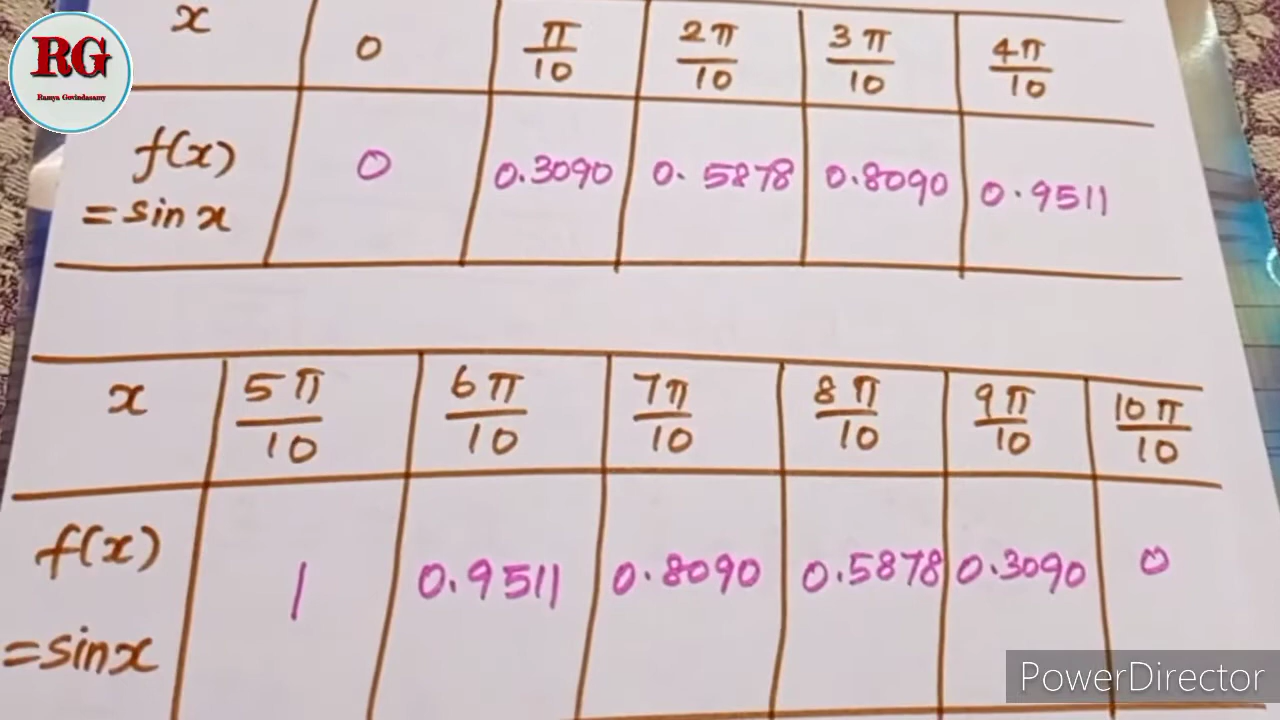 RG
Ramya Govindasamy
x 0 π/10 2π/10 3π/10 4π/10
f(x) = sin x 0 0.3090 0.5878 0.8090 0.9511
x 5π/10 6π/10 7π/10 8π/10 9π/10 10π/10
f(x) = sinx 1 0.9511 0.8090 0.5878 0.3090 0
PowerDirector